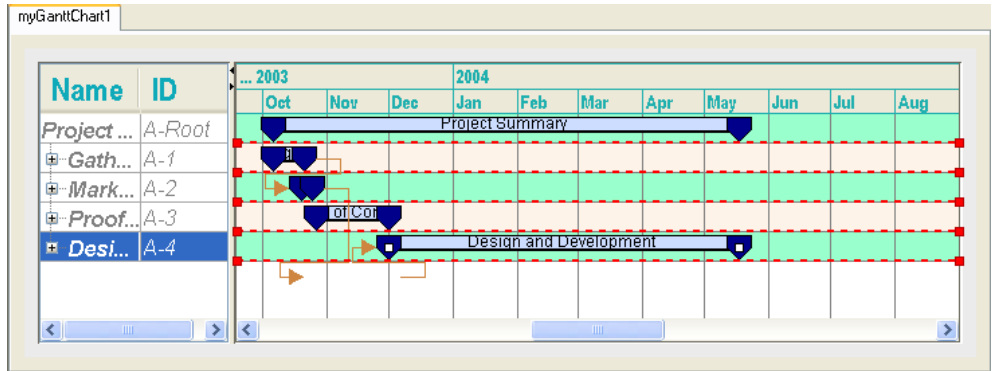 myGanttChart1
Name ID
... 2003 2004
Oct Nov Dec Jan Feb Mar Apr May Jun Jul Aug
Project ... A-Root Project Summary
Gath... A-1
Mark... A-2
Proof... A-3 of Con
Desi... A-4 Design and Development